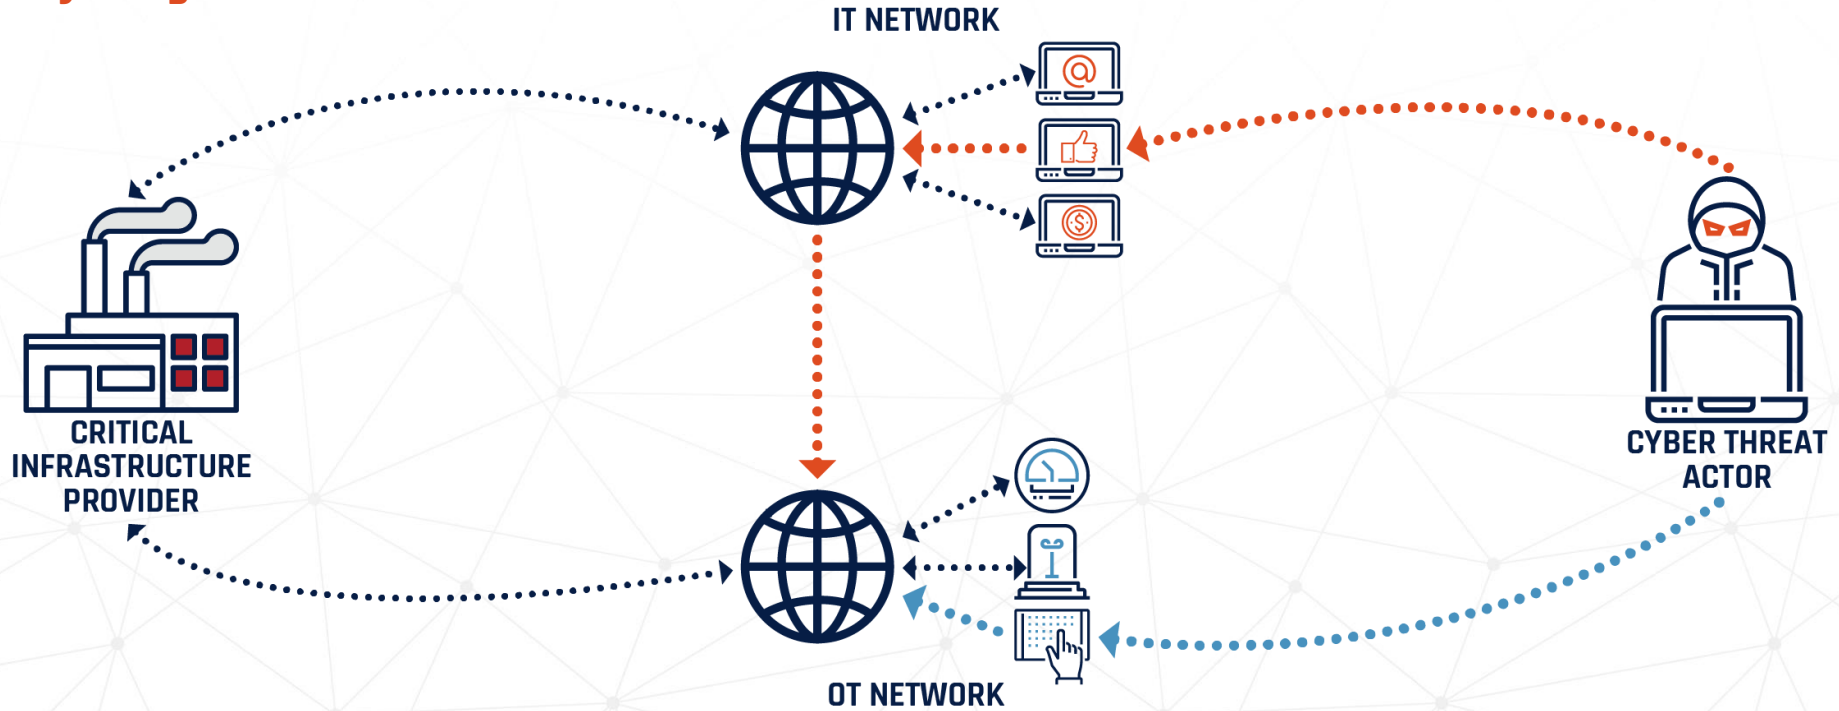 IT NETWORK
@
$
CRITICAL
INFRASTRUCTURE
PROVIDER
CYBER THREAT
ACTOR
OT NETWORK